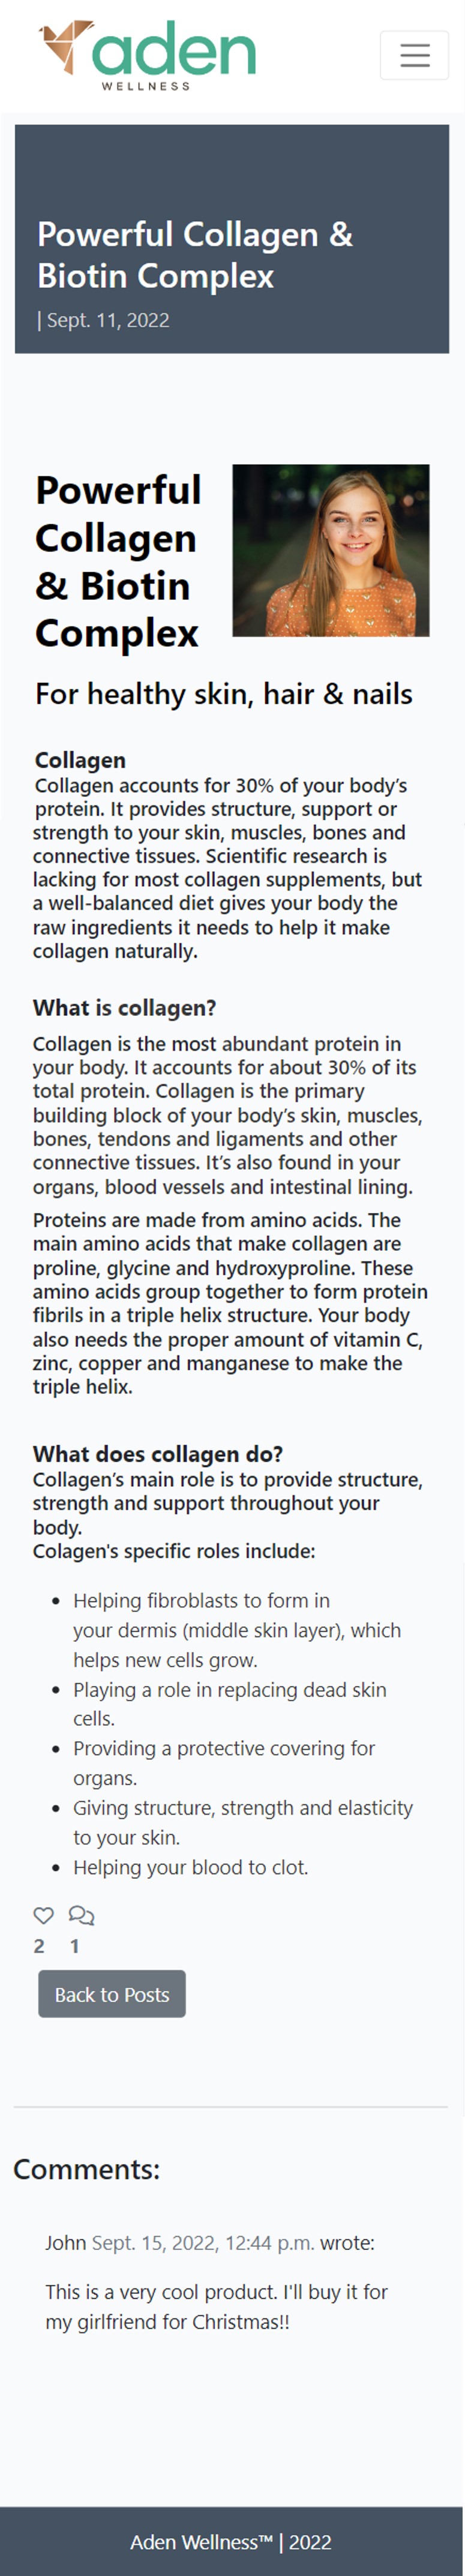 aden
WELLNESS
Powerful Collagen &
Biotin Complex
| Sept. 11, 2022
Powerful
Collagen
& Biotin
Complex
For healthy skin, hair & nails
Collagen
Collagen accounts for 30% of your body’s
protein. It provides structure, support or
strength to your skin, muscles, bones and
connective tissues. Scientific research is
lacking for most collagen supplements, but
a well-balanced diet gives your body the
raw ingredients it needs to help it make
collagen naturally.
What is collagen?
Collagen is the most abundant protein in
your body. It accounts for about 30% of its
total protein. Collagen is the primary
building block of your body’s skin, muscles,
bones, tendons and ligaments and other
connective tissues. It’s also found in your
organs, blood vessels and intestinal lining.
Proteins are made from amino acids. The
main amino acids that make collagen are
proline, glycine and hydroxyproline. These
amino acids group together to form protein
fibrils in a triple helix structure. Your body
also needs the proper amount of vitamin C,
zinc, copper and manganese to make the
triple helix.
What does collagen do?
Collagen’s main role is to provide structure,
strength and support throughout your
body.
Colagen's specific roles include:
• Helping fibroblasts to form in
your dermis (middle skin layer), which
helps new cells grow.
• Playing a role in replacing dead skin
cells.
• Providing a protective covering for
organs.
• Giving structure, strength and elasticity
to your skin.
• Helping your blood to clot.
2 1
Back to Posts
Comments:
John Sept. 15, 2022, 12:44 p.m. wrote:
This is a very cool product. I'll buy it for
my girlfriend for Christmas!!
Aden Wellness™ | 2022